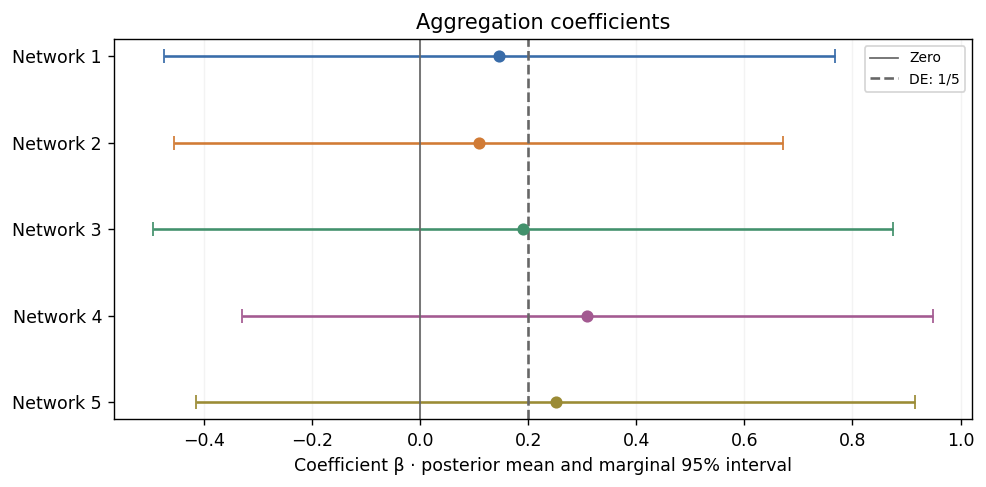 Aggregation coefficients
Network 1
Network 2
Network 3
Network 4
Network 5
Zero
DE: 1/5
−0.4 −0.2 0.0 0.2 0.4 0.6 0.8 1.0
Coefficient β · posterior mean and marginal 95% interval